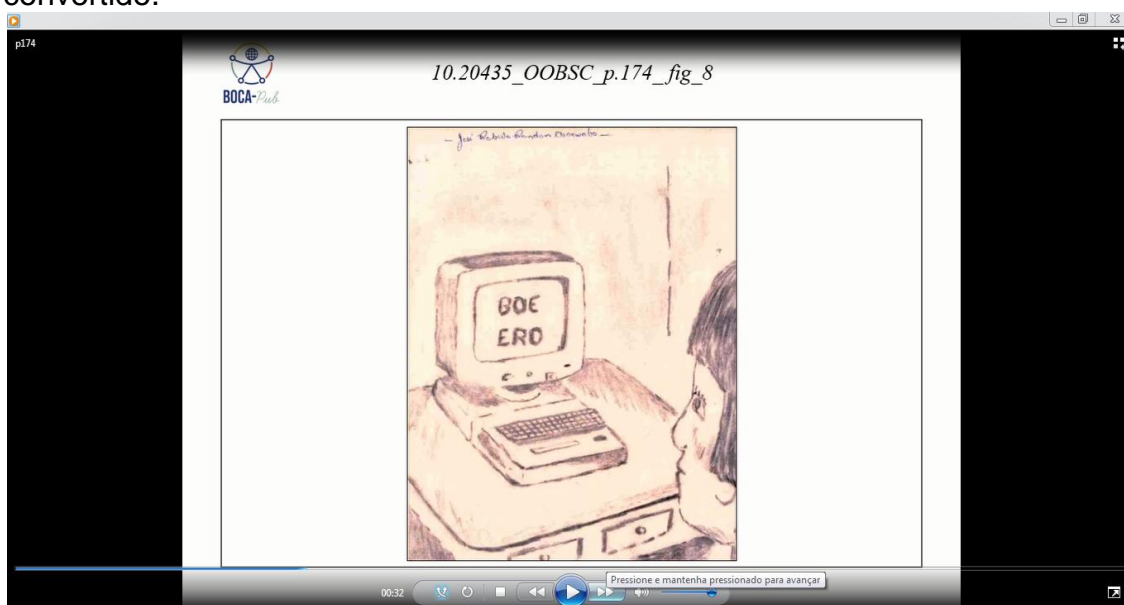 convertido.
p174
BOCA-Pub
10.20435_OOBSC_p.174_fig_8
BOE
ERO
Pressione e mantenha pressionado para avançar
00:32